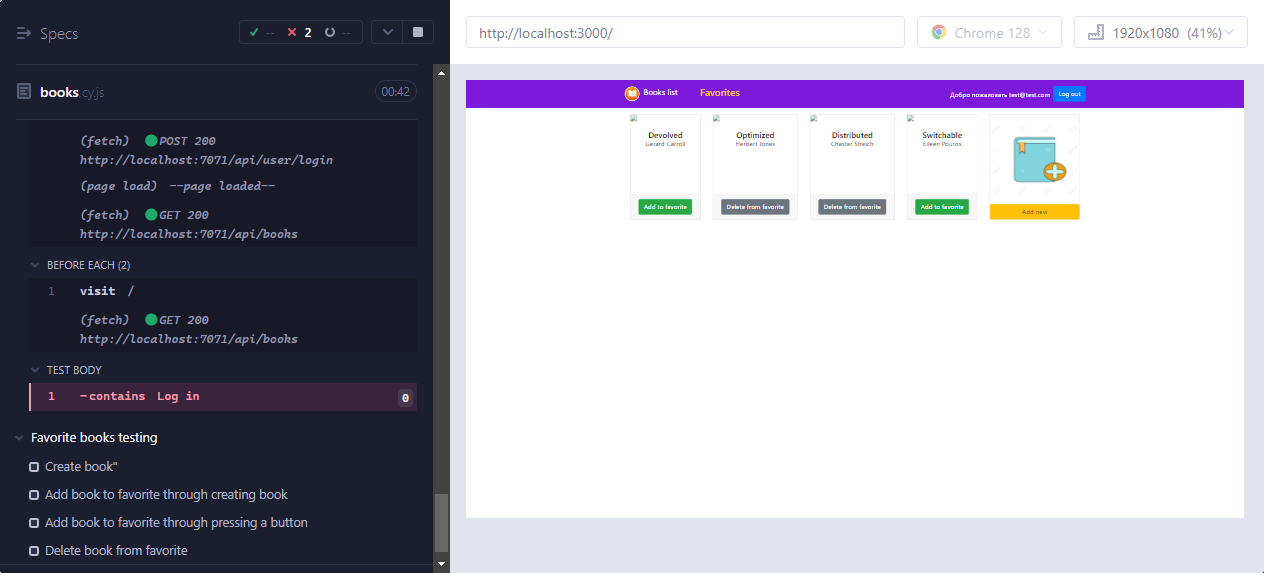 Specs
-- 2 --
books.cy.js 00:42
(fetch) POST 200
http://localhost:7071/api/user/login
(page load) --page loaded--
(fetch) GET 200
http://localhost:7071/api/books
BEFORE EACH (2)
1 visit /
(fetch) GET 200
http://localhost:7071/api/books
TEST BODY
1 -contains Log in 0
Favorite books testing
Create book"
Add book to favorite through creating book
Add book to favorite through pressing a button
Delete book from favorite
http://localhost:3000/
Chrome 128
1920x1080 (41%)
Books list Favorites Добро пожаловать test@test.com Log out
Devolved Optimized Distributed Switchable
Gerard Carroll Herbert Jones Chester Streich Eileen Pouros
Add to favorite Delete from favorite Delete from favorite Add to favorite
Add new